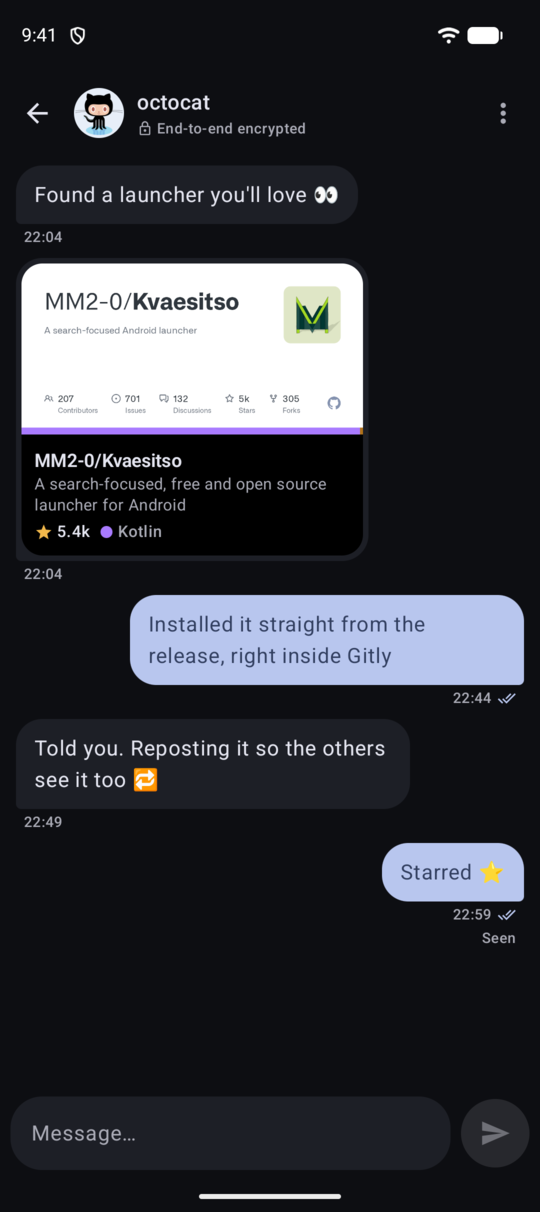 9:41
octocat
End-to-end encrypted
Found a launcher you'll love 👀
22:04
MM2-0/Kvaesitso
A search-focused Android launcher
207
Contributors
701
Issues
132
Discussions
5k
Stars
305
Forks
MM2-0/Kvaesitso
A search-focused, free and open source
launcher for Android
⭐ 5.4k Kotlin
22:04
Installed it straight from the
release, right inside Gitly
22:44
Told you. Reposting it so the others
see it too 🔁
22:49
Starred ⭐
22:59
Seen
Message…